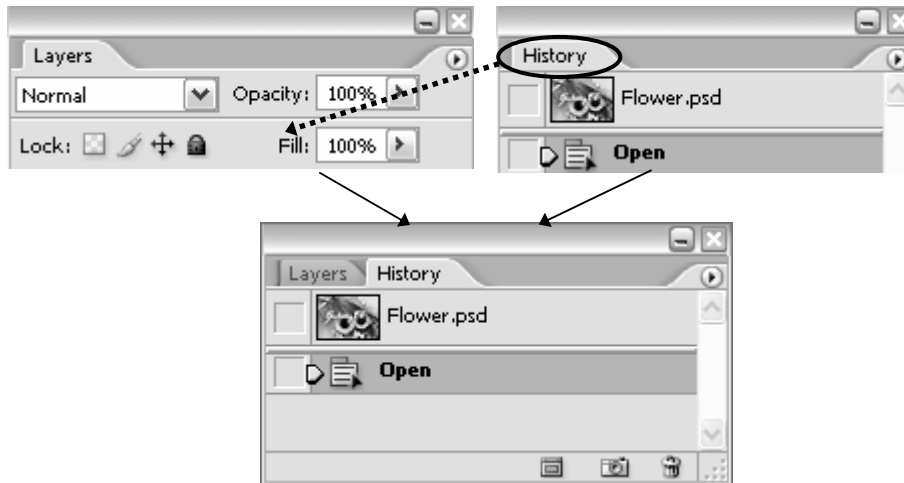 Layers
Normal Opacity: 100%
Lock: Fill: 100%
History
Flower.psd
Open
Layers History
Flower.psd
Open